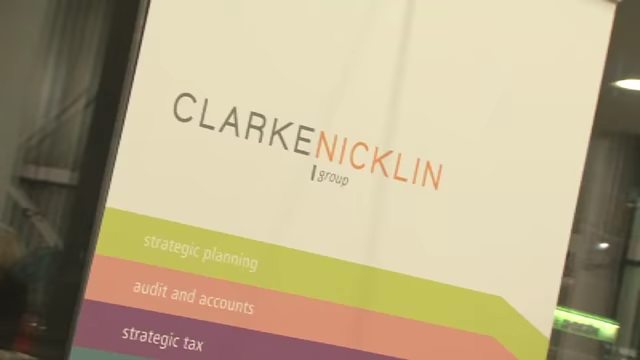 CLARKENICKLIN
group
strategic planning
audit and accounts
strategic tax